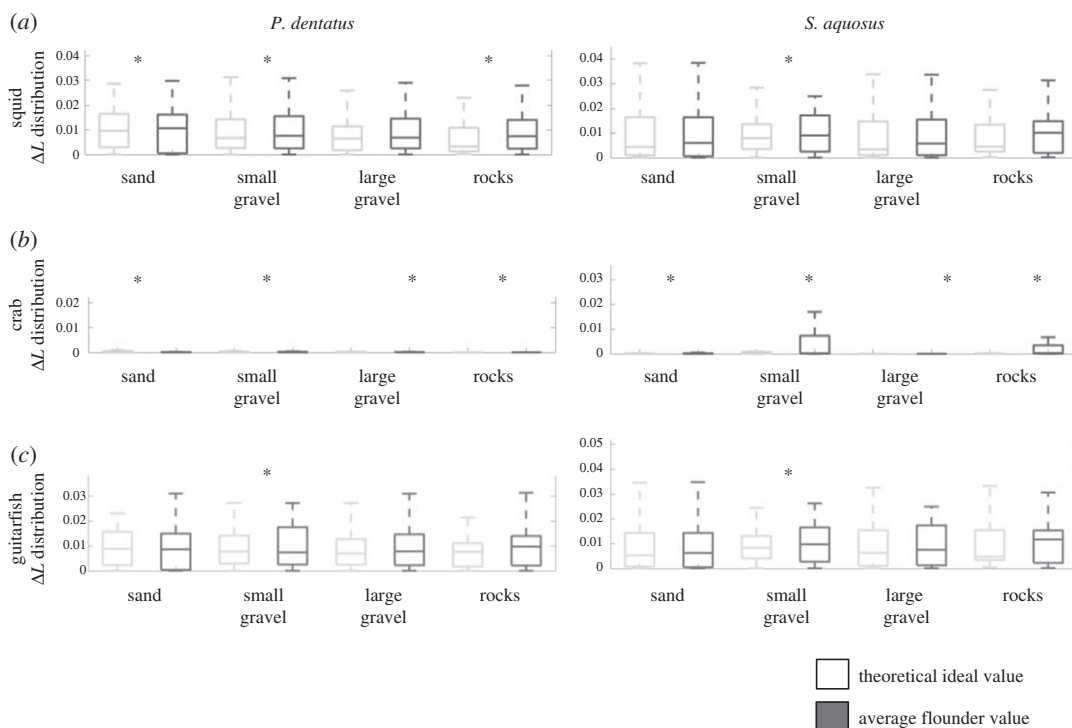 (a) P. dentatus S. aquosus
squid
ΔL distribution
0.04 * * * 0.04 *
0.03 0.03
0.02 0.02
0.01 0.01
0 0
sand small gravel large gravel rocks sand small gravel large gravel rocks
(b)
crab
ΔL distribution
* * * * 0.03 * * * *
0.02 0.02
0.01 0.01
0 0
sand small gravel large gravel rocks sand small gravel large gravel rocks
(c)
guitarfish
ΔL distribution
0.05
* 0.04 *
0.03 0.03
0.02 0.02
0.01 0.01
0 0
sand small gravel large gravel rocks sand small gravel large gravel rocks
theoretical ideal value
average flounder value